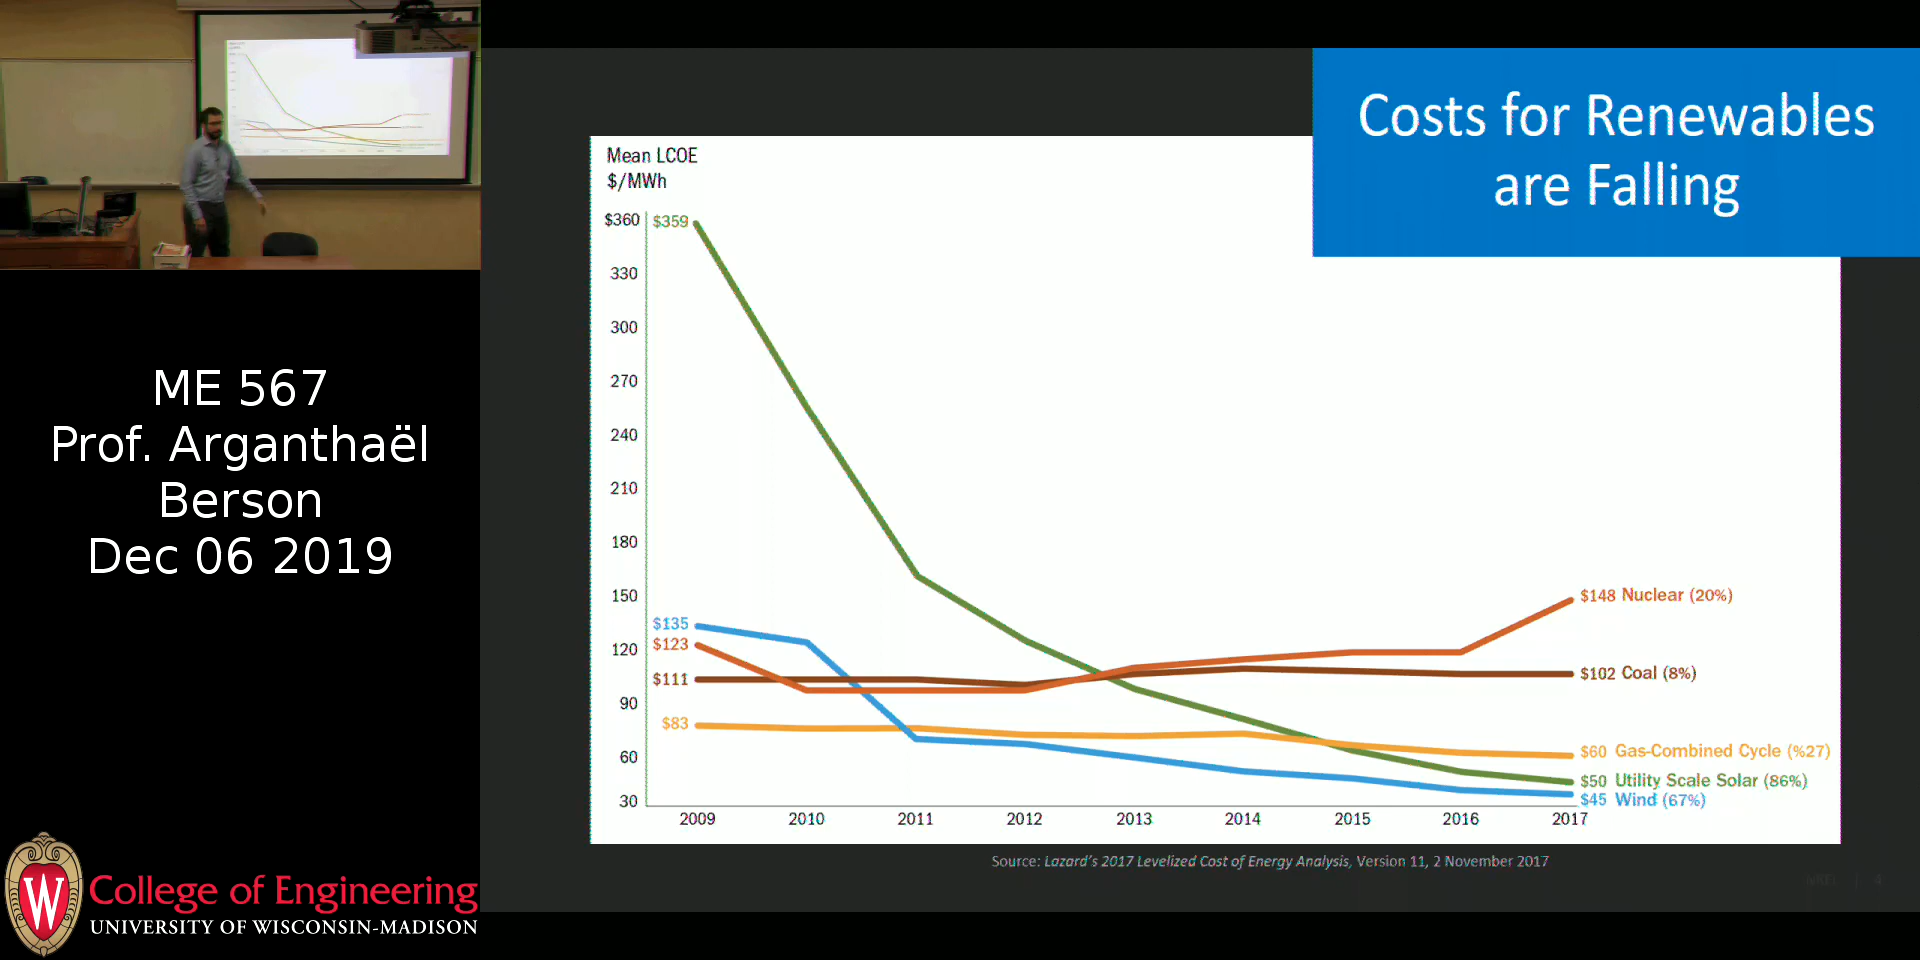 ME 567
Prof. Arganthaël
Berson
Dec 06 2019
W
College of Engineering
UNIVERSITY OF WISCONSIN-MADISON
Costs for Renewables
are Falling
Mean LCOE
$/MWh
$360
330
300
270
240
210
180
150
120
90
60
30
$359
$135
$123
$111
$83
$148 Nuclear (20%)
$102 Coal (8%)
$60 Gas-Combined Cycle (%27)
$50 Utility Scale Solar (86%)
$45 Wind (67%)
2009 2010 2011 2012 2013 2014 2015 2016 2017
Source: Lazard's 2017 Levelized Cost of Energy Analysis, Version 11, 2 November 2017
4